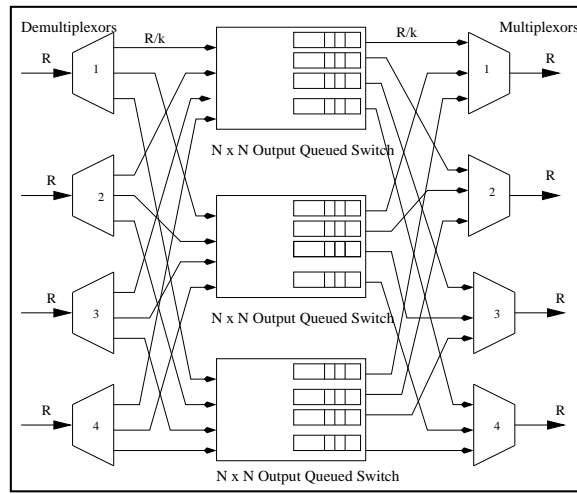 Demultiplexors
R/k
R/k
Multiplexors
R
1
1
R
N x N Output Queued Switch
R
2
2
R
R
3
N x N Output Queued Switch
3
R
R
4
4
R
N x N Output Queued Switch